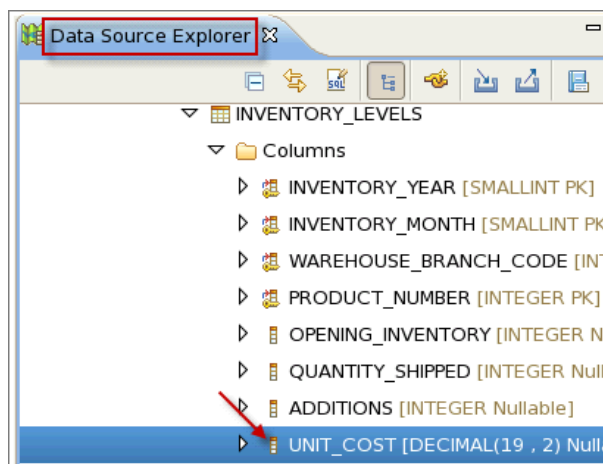 Data Source Explorer
SQL
INVENTORY_LEVELS
Columns
INVENTORY_YEAR [SMALLINT PK]
INVENTORY_MONTH [SMALLINT PK
WAREHOUSE_BRANCH_CODE [INT
PRODUCT_NUMBER [INTEGER PK]
OPENING_INVENTORY [INTEGER N
QUANTITY_SHIPPED [INTEGER Null
ADDITIONS [INTEGER Nullable]
UNIT_COST [DECIMAL(19 , 2) Null